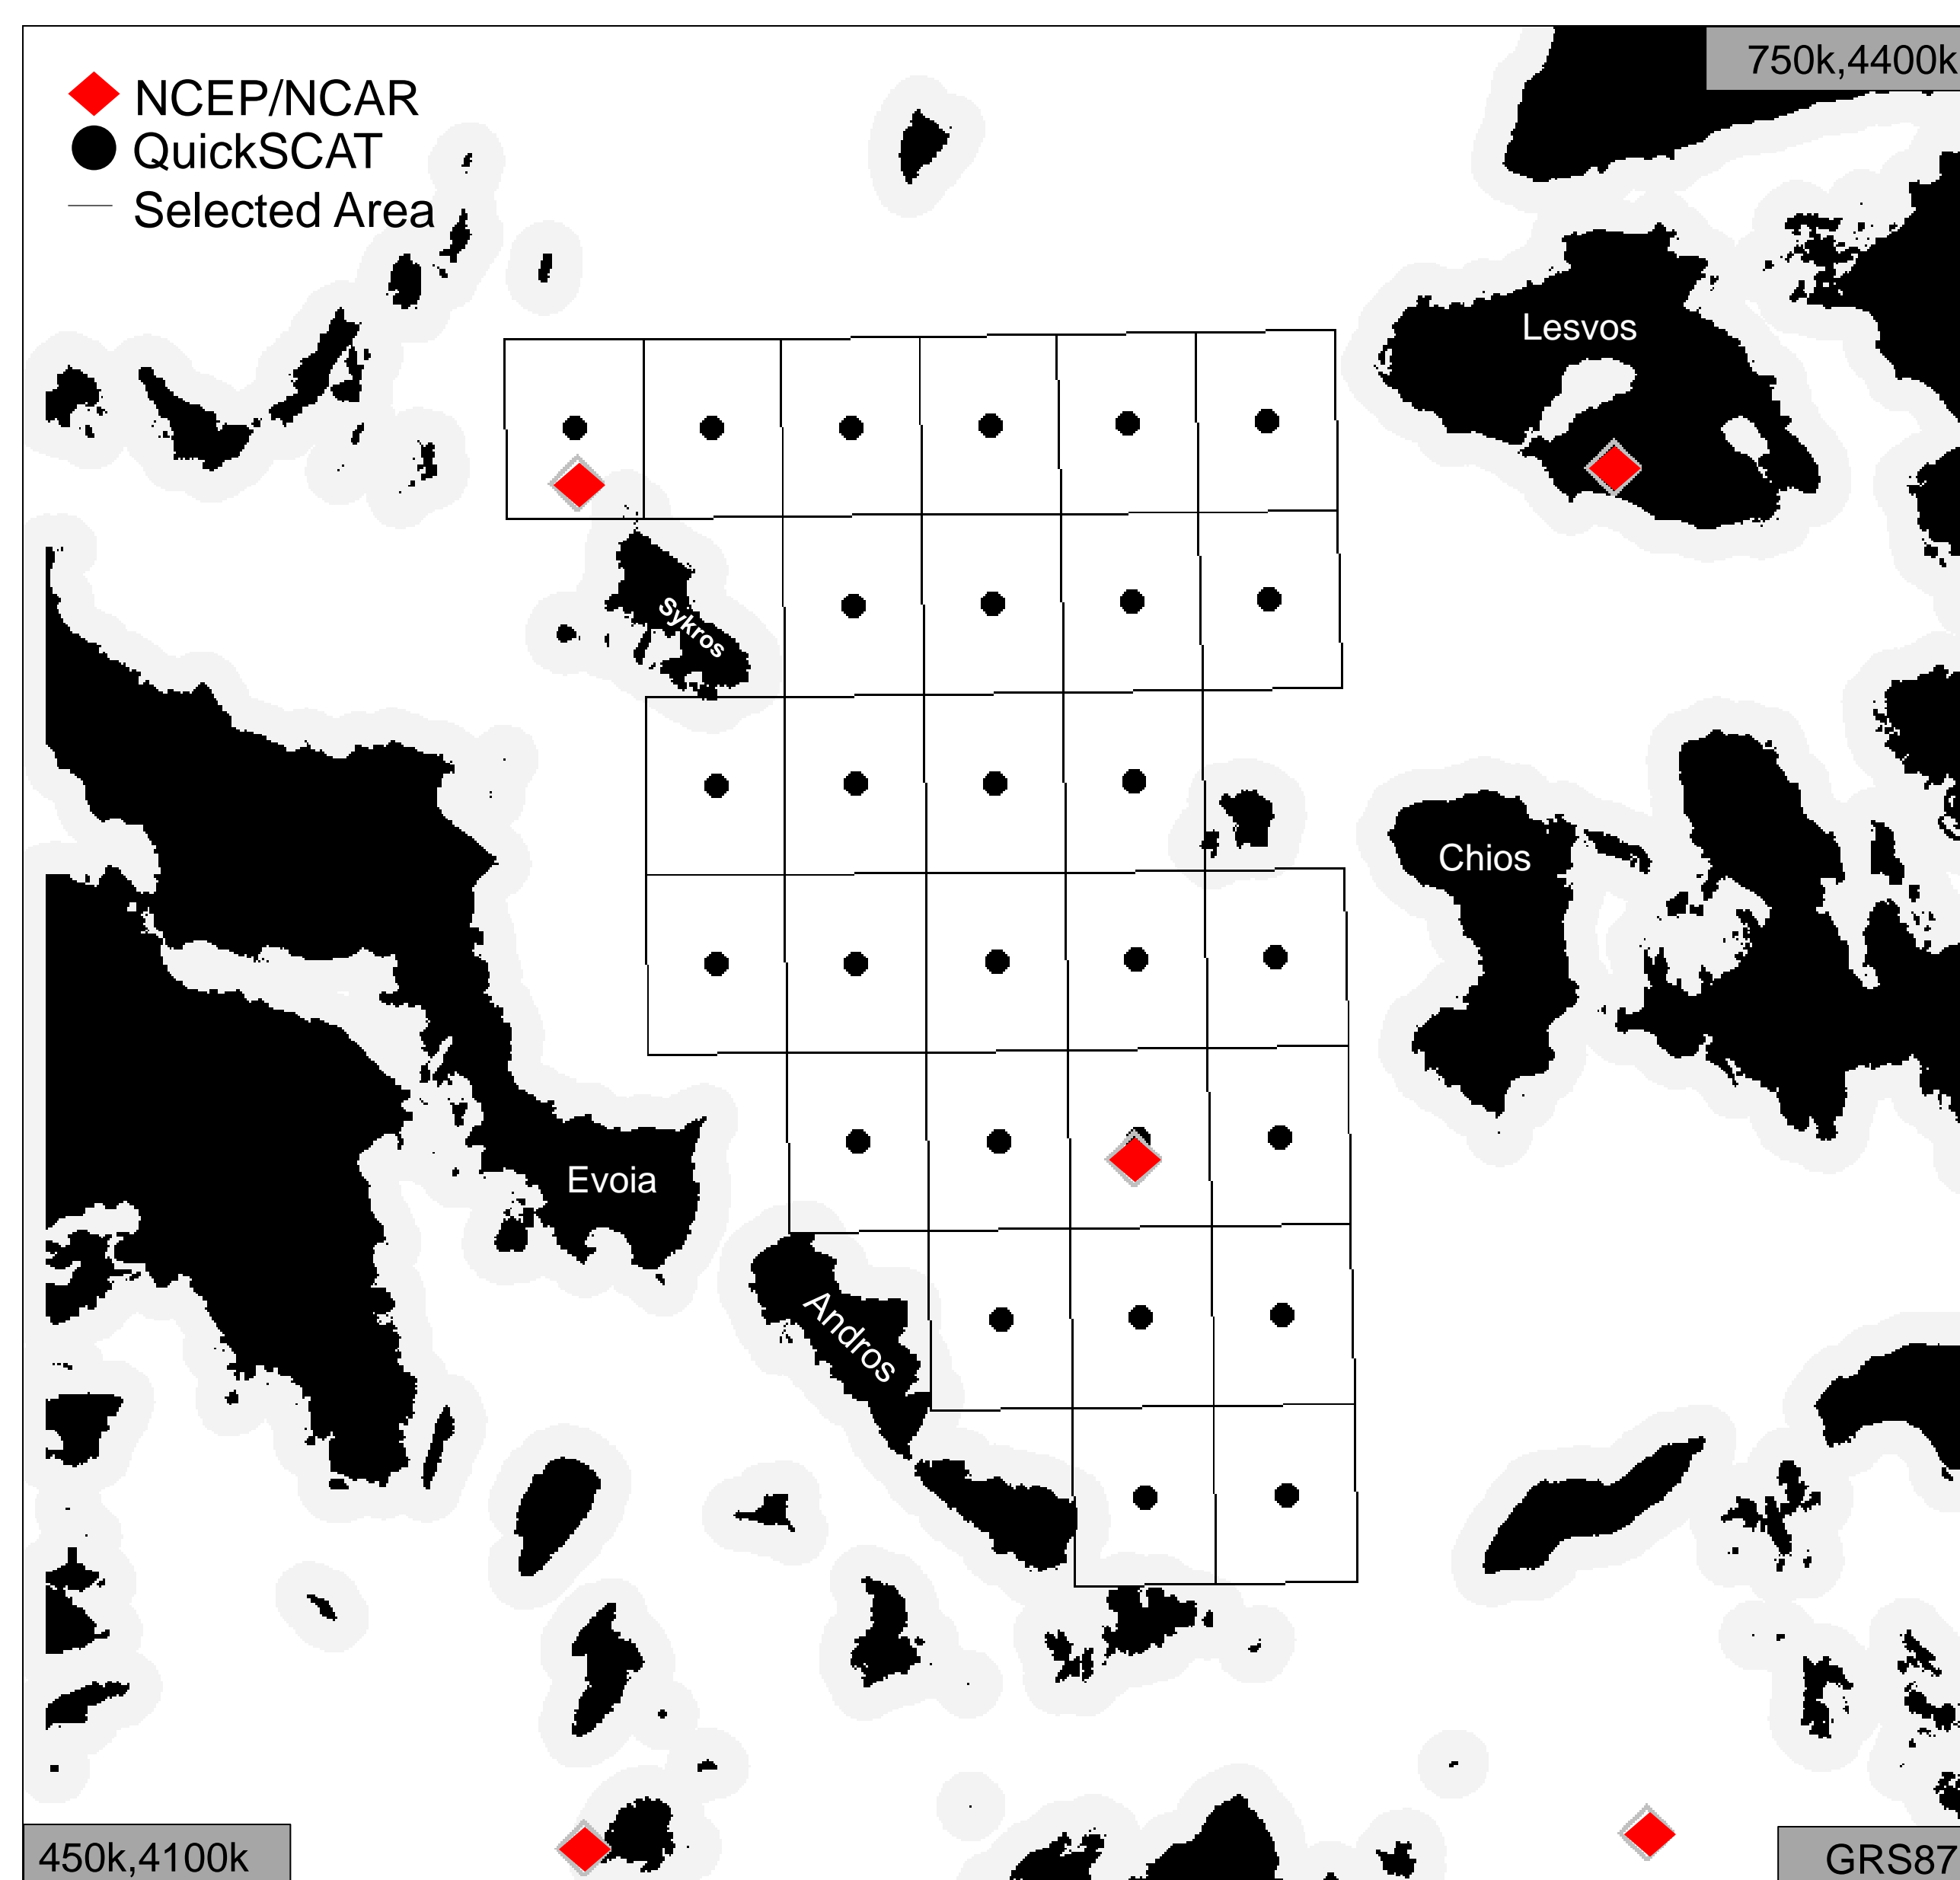 750k,4400k
NCEP/NCAR
QuickSCAT
Selected Area
Lesvos
Sykros
Chios
Evoia
Andros
450k,4100k
GRS87